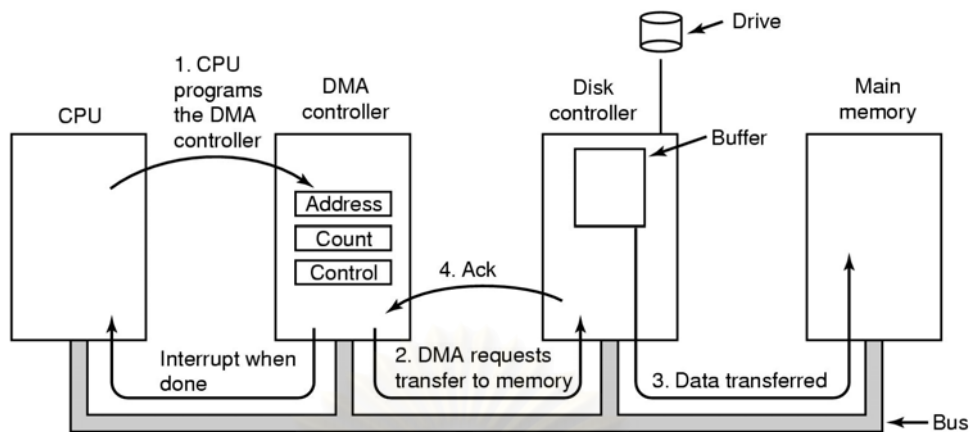 Drive
1. CPU
programs
the DMA
controller
CPU
DMA
controller
Disk
controller
Main
memory
Buffer
Address
Count
Control
4. Ack
Interrupt when
done
2. DMA requests
transfer to memory
3. Data transferred
Bus